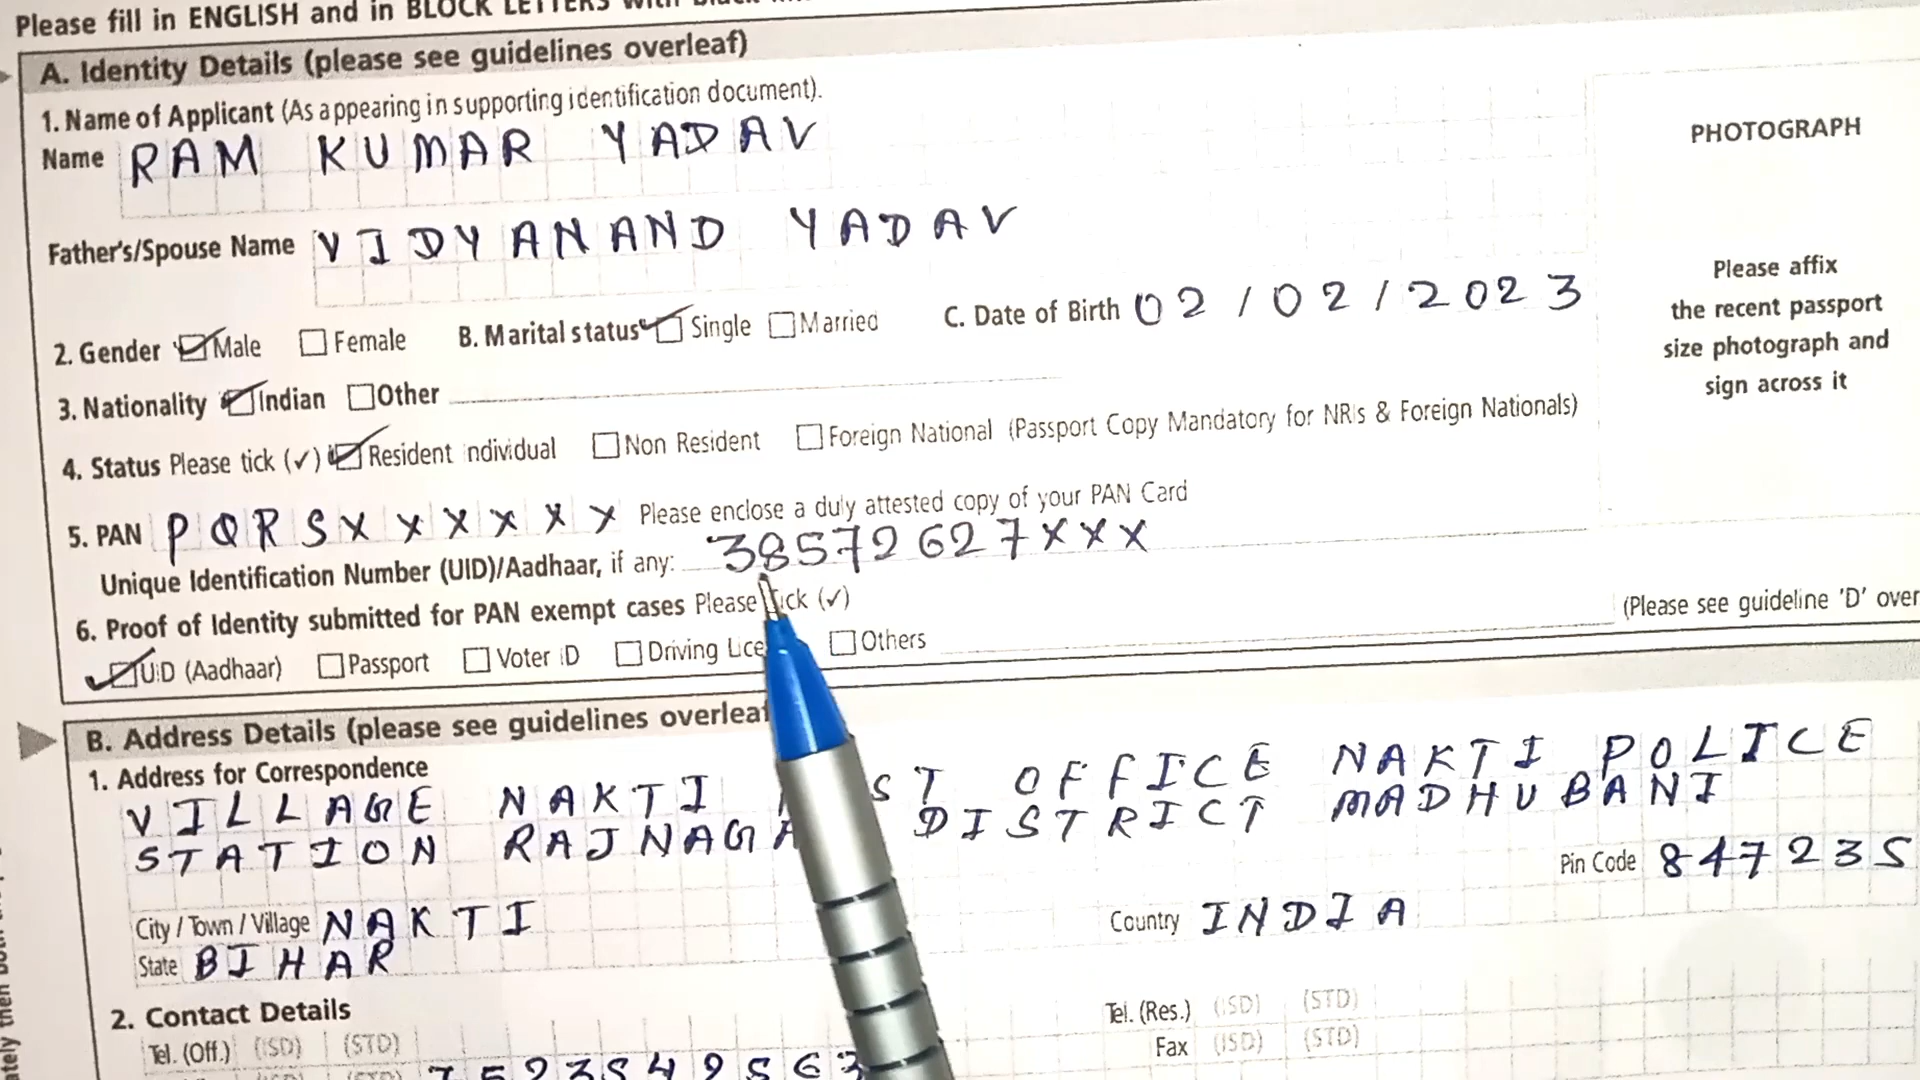 Please fill in ENGLISH and in BLOCK LETTERS with
A. Identity Details (please see guidelines overleaf)
1. Name of Applicant (As appearing in supporting identification document).
Name RAM KUMAR YADAV
Father's/Spouse Name VIDYANAND YADAV
PHOTOGRAPH
Please affix
the recent passport
size photograph and
sign across it
2. Gender Male Female B. Marital status Single Married C. Date of Birth 02/02/2023
3. Nationality Indian Other
4. Status Please tick (✓) Resident Individual Non Resident Foreign National (Passport Copy Mandatory for NRIs & Foreign Nationals)
5. PAN PQRSXXXXXX Please enclose a duly attested copy of your PAN Card
Unique Identification Number (UID)/Aadhaar, if any: 385729627XXX
6. Proof of Identity submitted for PAN exempt cases Please Tick (✓)
UID (Aadhaar) Passport Voter ID Driving Lice Others (Please see guideline 'D' over
B. Address Details (please see guidelines overleaf
1. Address for Correspondence
VILLAGE NAKTI ST OFFICE NAKTI POLICE
STATION RAJNAGA DISTRICT MADHUBANI
Pin Code 847235
City / Town / Village NAKTI Country INDIA
State BIHAR
2. Contact Details
Tel. (Off.) (ISD) (STD) Tel. (Res.) (ISD) (STD)
Fax (ISD) (STD)